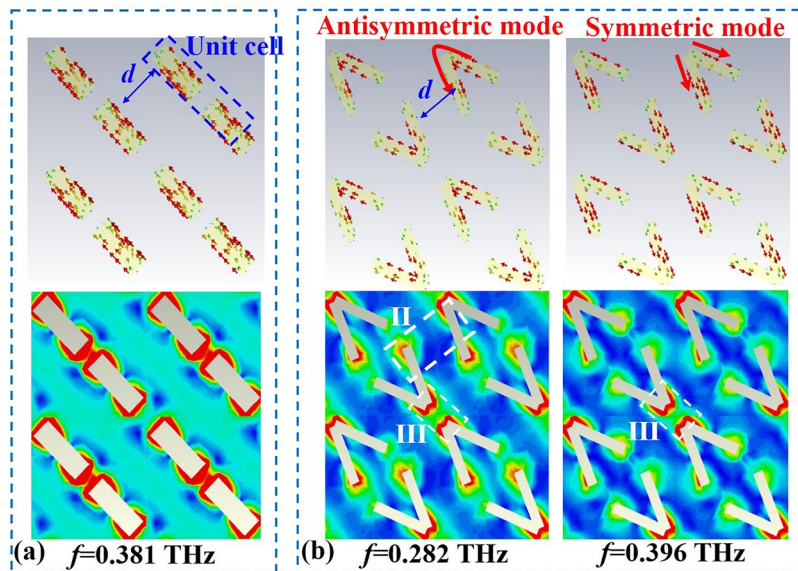 Unit cell
d
Antisymmetric mode
d
Symmetric mode
II
III
III
(a) f=0.381 THz
(b) f=0.282 THz
f=0.396 THz